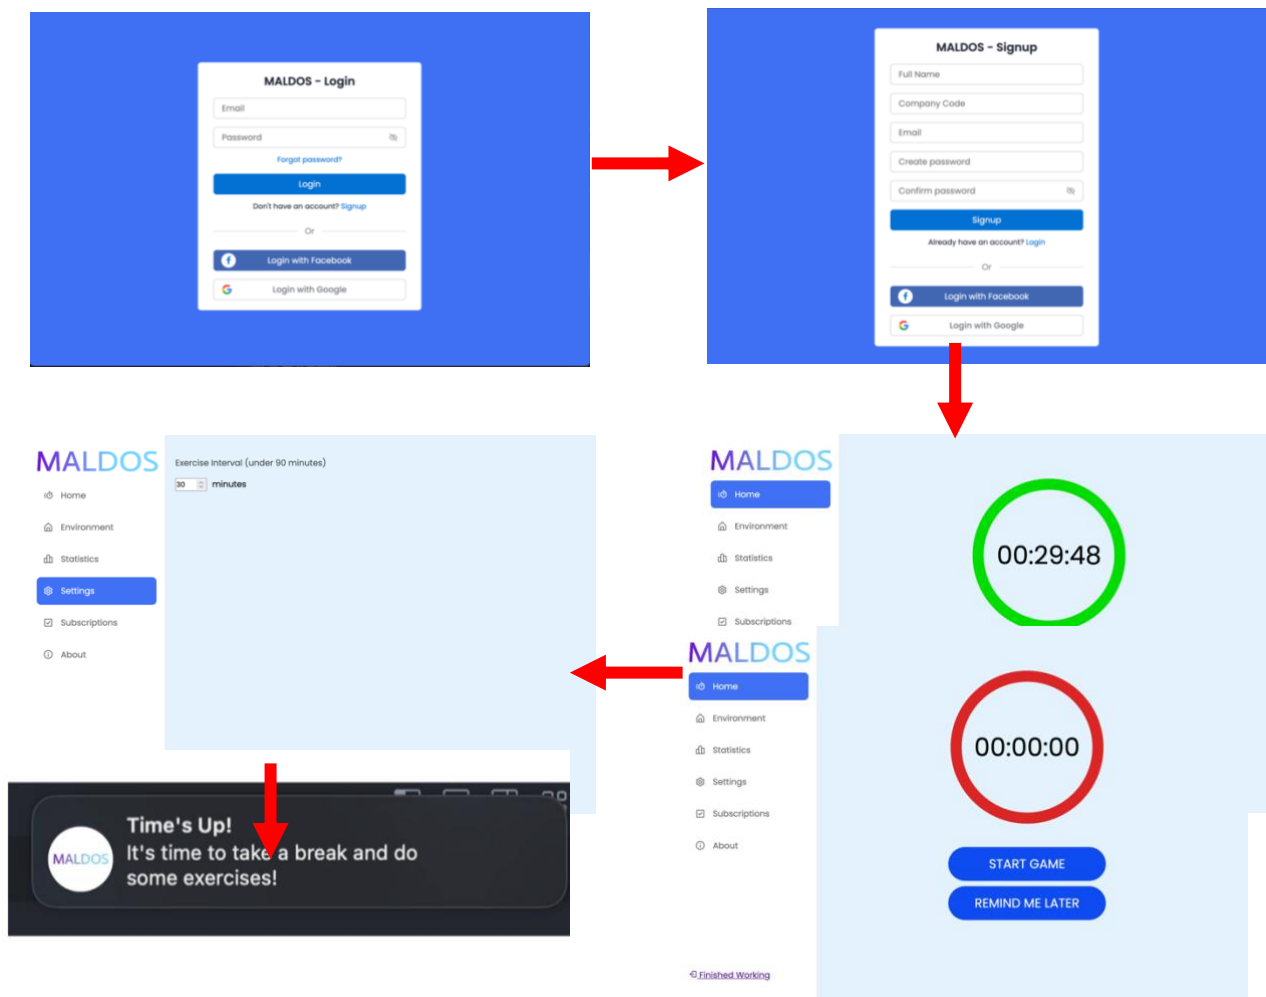 MALDOS - Login
Email
Password
Forgot password?
Login
Don't have an account? Signup
Or
Login with Facebook
Login with Google
MALDOS - Signup
Full Name
Company Code
Email
Create password
Confirm password
Signup
Already have an account? Login
Or
Login with Facebook
Login with Google
MALDOS
Home
Environment
Statistics
Settings
Subscriptions
00:29:48
MALDOS
Home
Environment
Statistics
Settings
Subscriptions
About
00:00:00
START GAME
REMIND ME LATER
Finished Working
MALDOS
Home
Environment
Statistics
Settings
Subscriptions
About
Exercise Interval (under 90 minutes)
30 minutes
MALDOS
Time's Up!
It's time to take a break and do
some exercises!